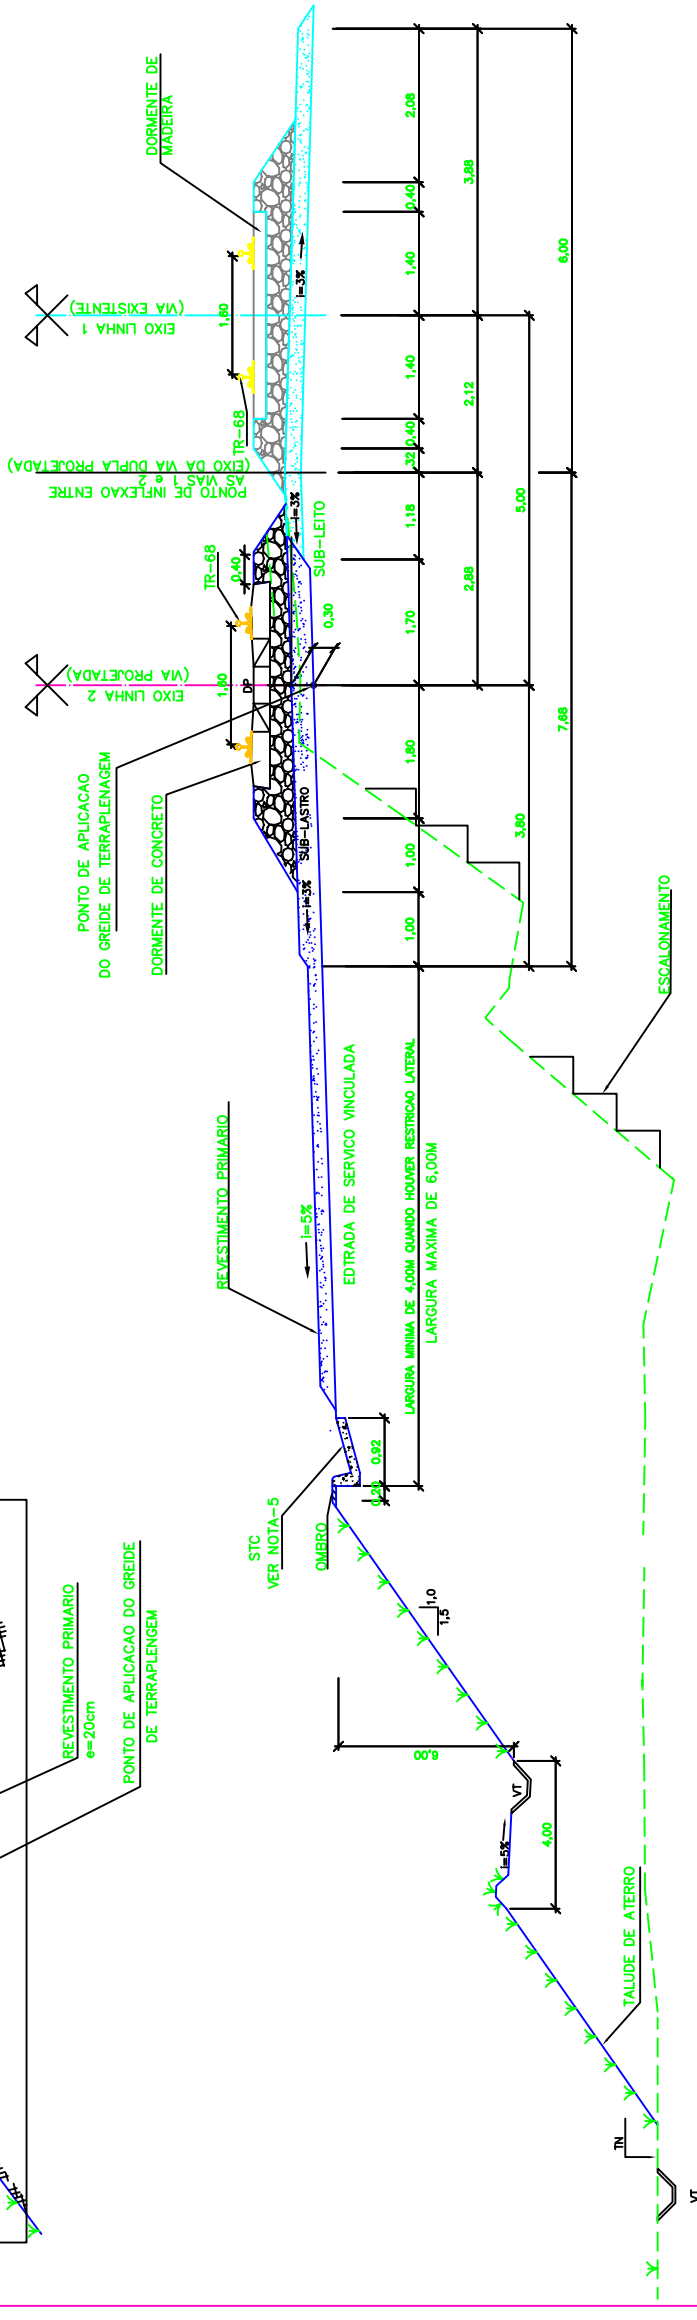 DORMENTE DE
MADEIRA
EIXO LINHA 1
(VIA EXISTENTE)
1,60
i=3%
TR-68
PONTO DE INFLEXAO ENTRE
AS VIAS 1 e 2
(EIXO DA VIA DUPLA PROJETADA)
i=3%
SUB-LEITO
TR-68
0,40
0,30
EIXO LINHA 2
(VIA PROJETADA)
1,60
DP
PONTO DE APLICACAO
DO GREIDE DE TERRAPLENAGEM
DORMENTE DE CONCRETO
SUB-LASTRO
i=3%
2,08
0,40
1,40
1,40
0,40
,32
1,18
1,70
1,80
1,00
1,00
3,88
2,12
2,88
5,00
3,80
6,00
7,68
ESCALONAMENTO
REVESTIMENTO PRIMARIO
i=5%
EDTRADA DE SERVICO VINCULADA
LARGURA MINIMA DE 4,00M QUANDO HOUVER RESTRICAO LATERAL
LARGURA MAXIMA DE 6,00M
0,92
0,20
STC
VER NOTA-5
OMBRO
1,0
1,5
REVESTIMENTO PRIMARIO
e=20cm
PONTO DE APLICACAO DO GREIDE
DE TERRAPLENGEM
6,00
VT
i=5%
4,00
TALUDE DE ATERRO
TN
VT